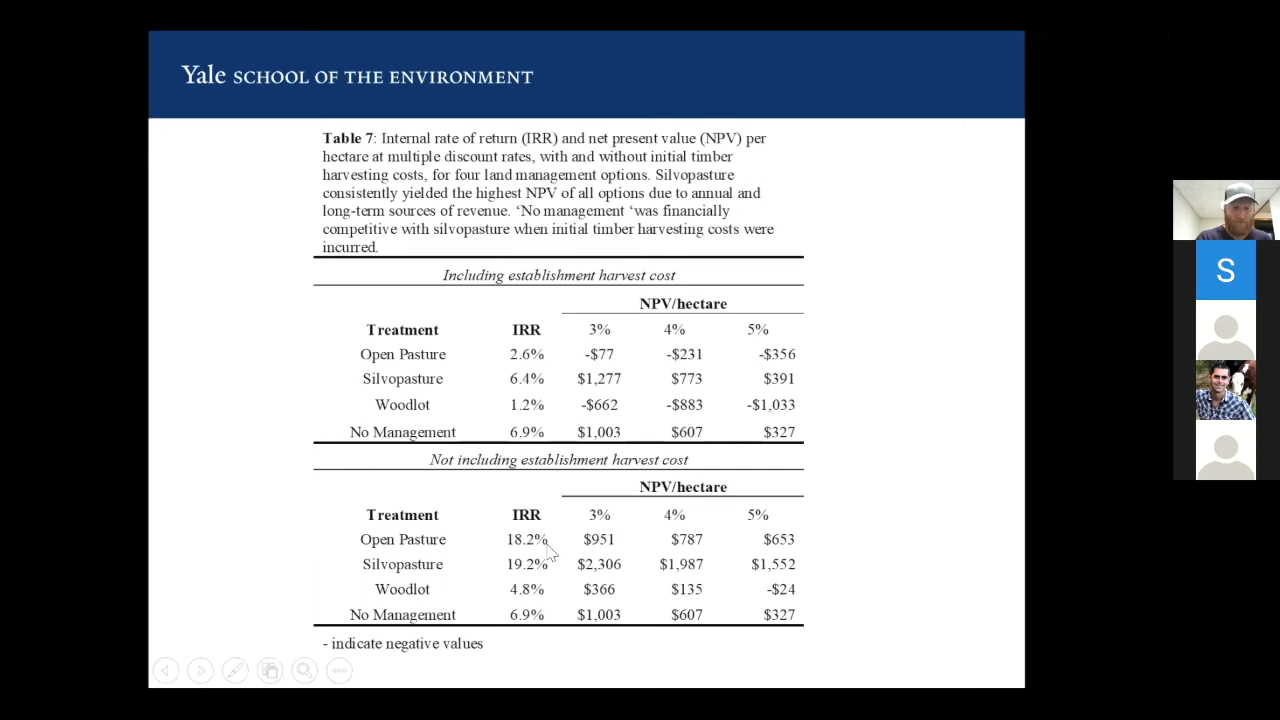 Yale SCHOOL OF THE ENVIRONMENT
Table 7: Internal rate of return (IRR) and net present value (NPV) per
hectare at multiple discount rates, with and without initial timber
harvesting costs, for four land management options. Silvopasture
consistently yielded the highest NPV of all options due to annual and
long-term sources of revenue. ‘No management ‘was financially
competitive with silvopasture when initial timber harvesting costs were
incurred.
Including establishment harvest cost
NPV/hectare
Treatment IRR 3% 4% 5%
Open Pasture 2.6% -$77 -$231 -$356
Silvopasture 6.4% $1,277 $773 $391
Woodlot 1.2% -$662 -$883 -$1,033
No Management 6.9% $1,003 $607 $327
Not including establishment harvest cost
NPV/hectare
Treatment IRR 3% 4% 5%
Open Pasture 18.2% $951 $787 $653
Silvopasture 19.2% $2,306 $1,987 $1,552
Woodlot 4.8% $366 $135 -$24
No Management 6.9% $1,003 $607 $327
- indicate negative values
S